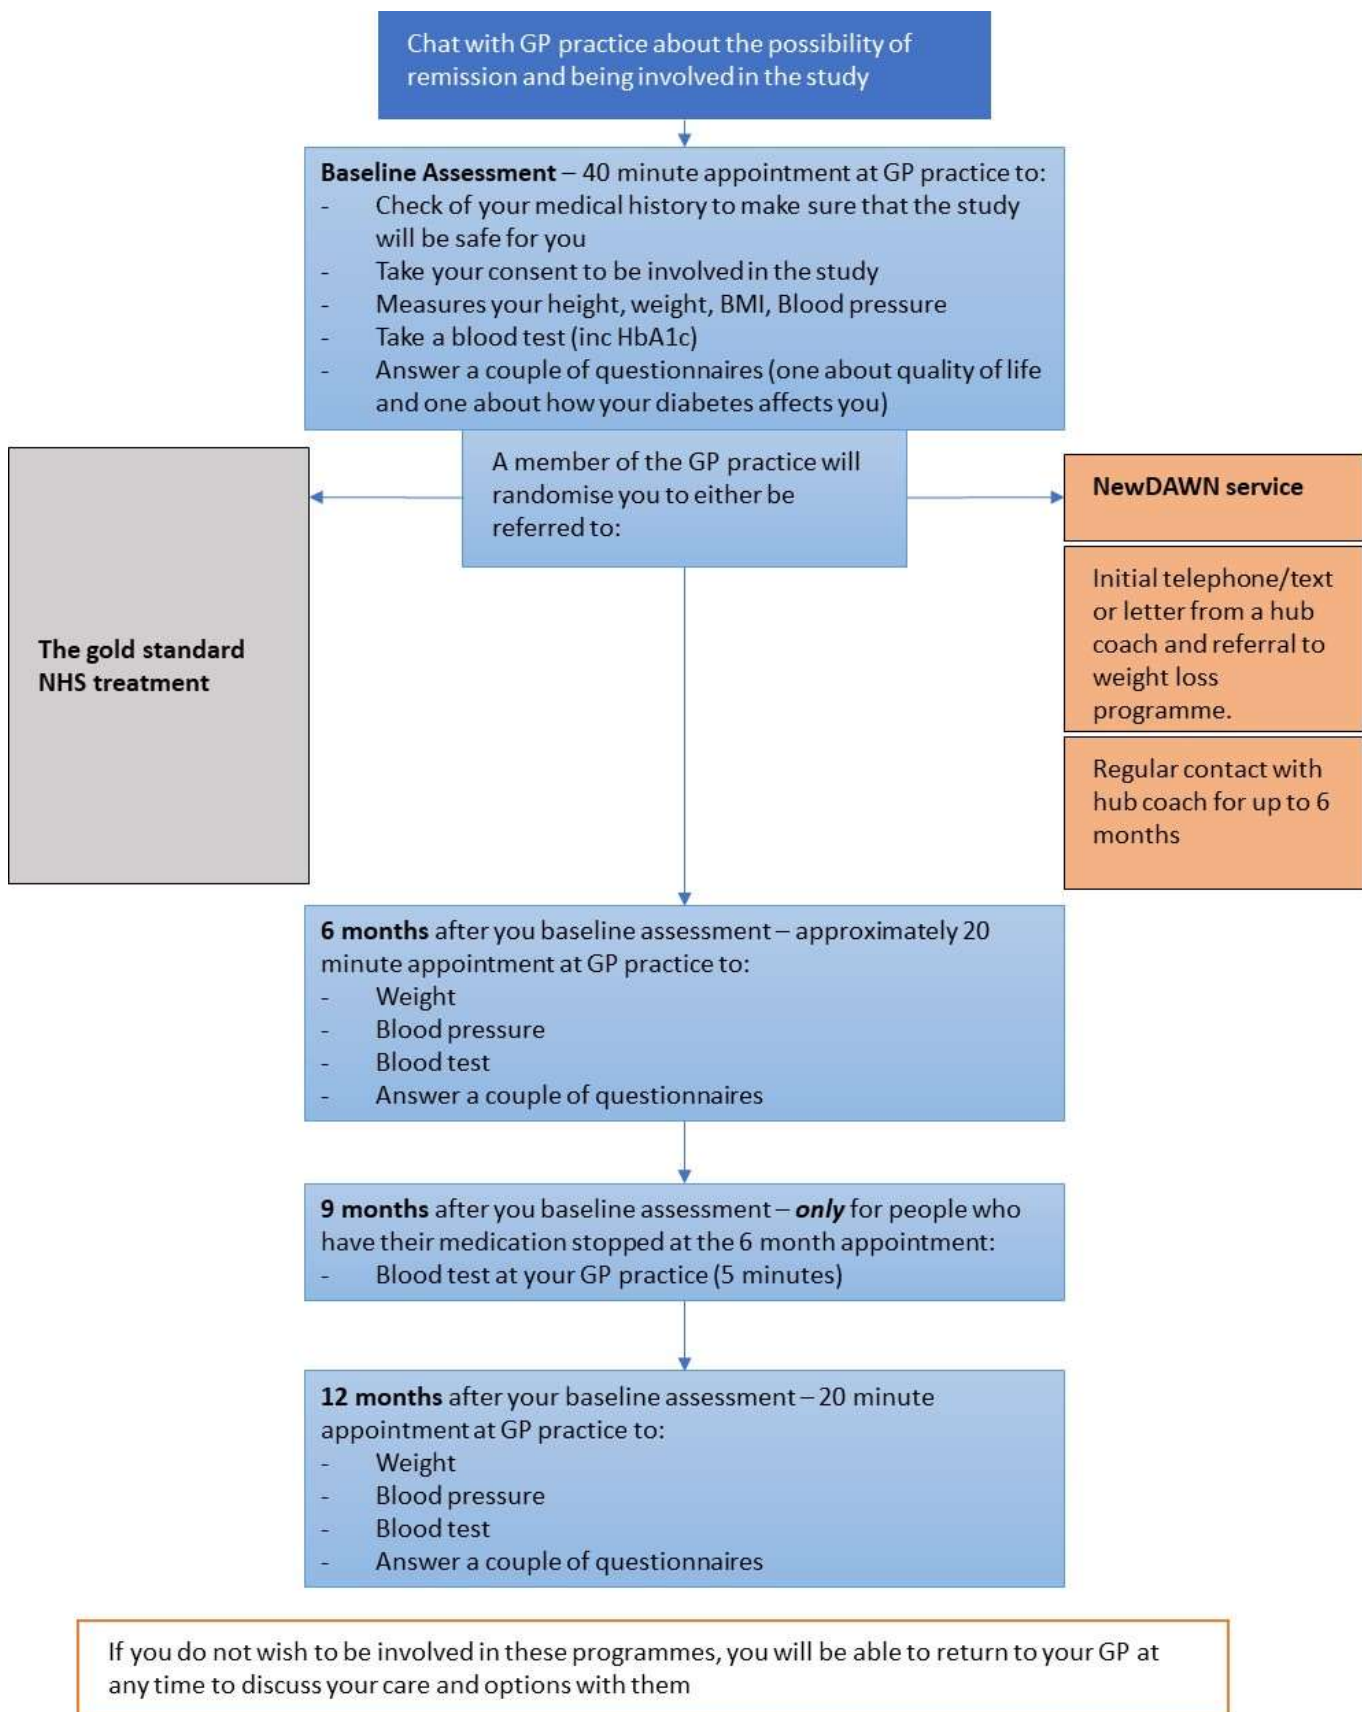 Chat with GP practice about the possibility of
remission and being involved in the study
Baseline Assessment – 40 minute appointment at GP practice to:
- Check of your medical history to make sure that the study
will be safe for you
- Take your consent to be involved in the study
- Measures your height, weight, BMI, Blood pressure
- Take a blood test (inc HbA1c)
- Answer a couple of questionnaires (one about quality of life
and one about how your diabetes affects you)
A member of the GP practice will
randomise you to either be
referred to:
The gold standard
NHS treatment
NewDAWN service
Initial telephone/text
or letter from a hub
coach and referral to
weight loss
programme.
Regular contact with
hub coach for up to 6
months
6 months after you baseline assessment – approximately 20
minute appointment at GP practice to:
- Weight
- Blood pressure
- Blood test
- Answer a couple of questionnaires
9 months after you baseline assessment – only for people who
have their medication stopped at the 6 month appointment:
- Blood test at your GP practice (5 minutes)
12 months after your baseline assessment – 20 minute
appointment at GP practice to:
- Weight
- Blood pressure
- Blood test
- Answer a couple of questionnaires
If you do not wish to be involved in these programmes, you will be able to return to your GP at
any time to discuss your care and options with them